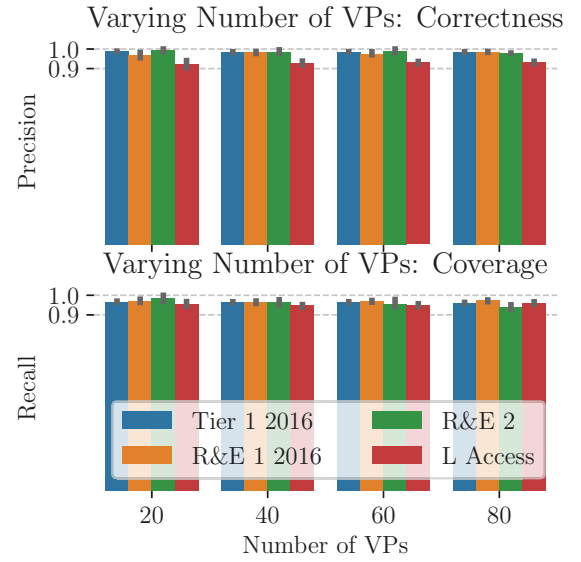 Varying Number of VPs: Correctness
1.0
0.9
Precision
Varying Number of VPs: Coverage
1.0
0.9
Recall
Tier 1 2016
R&E 2
R&E 1 2016
L Access
20 40 60 80
Number of VPs